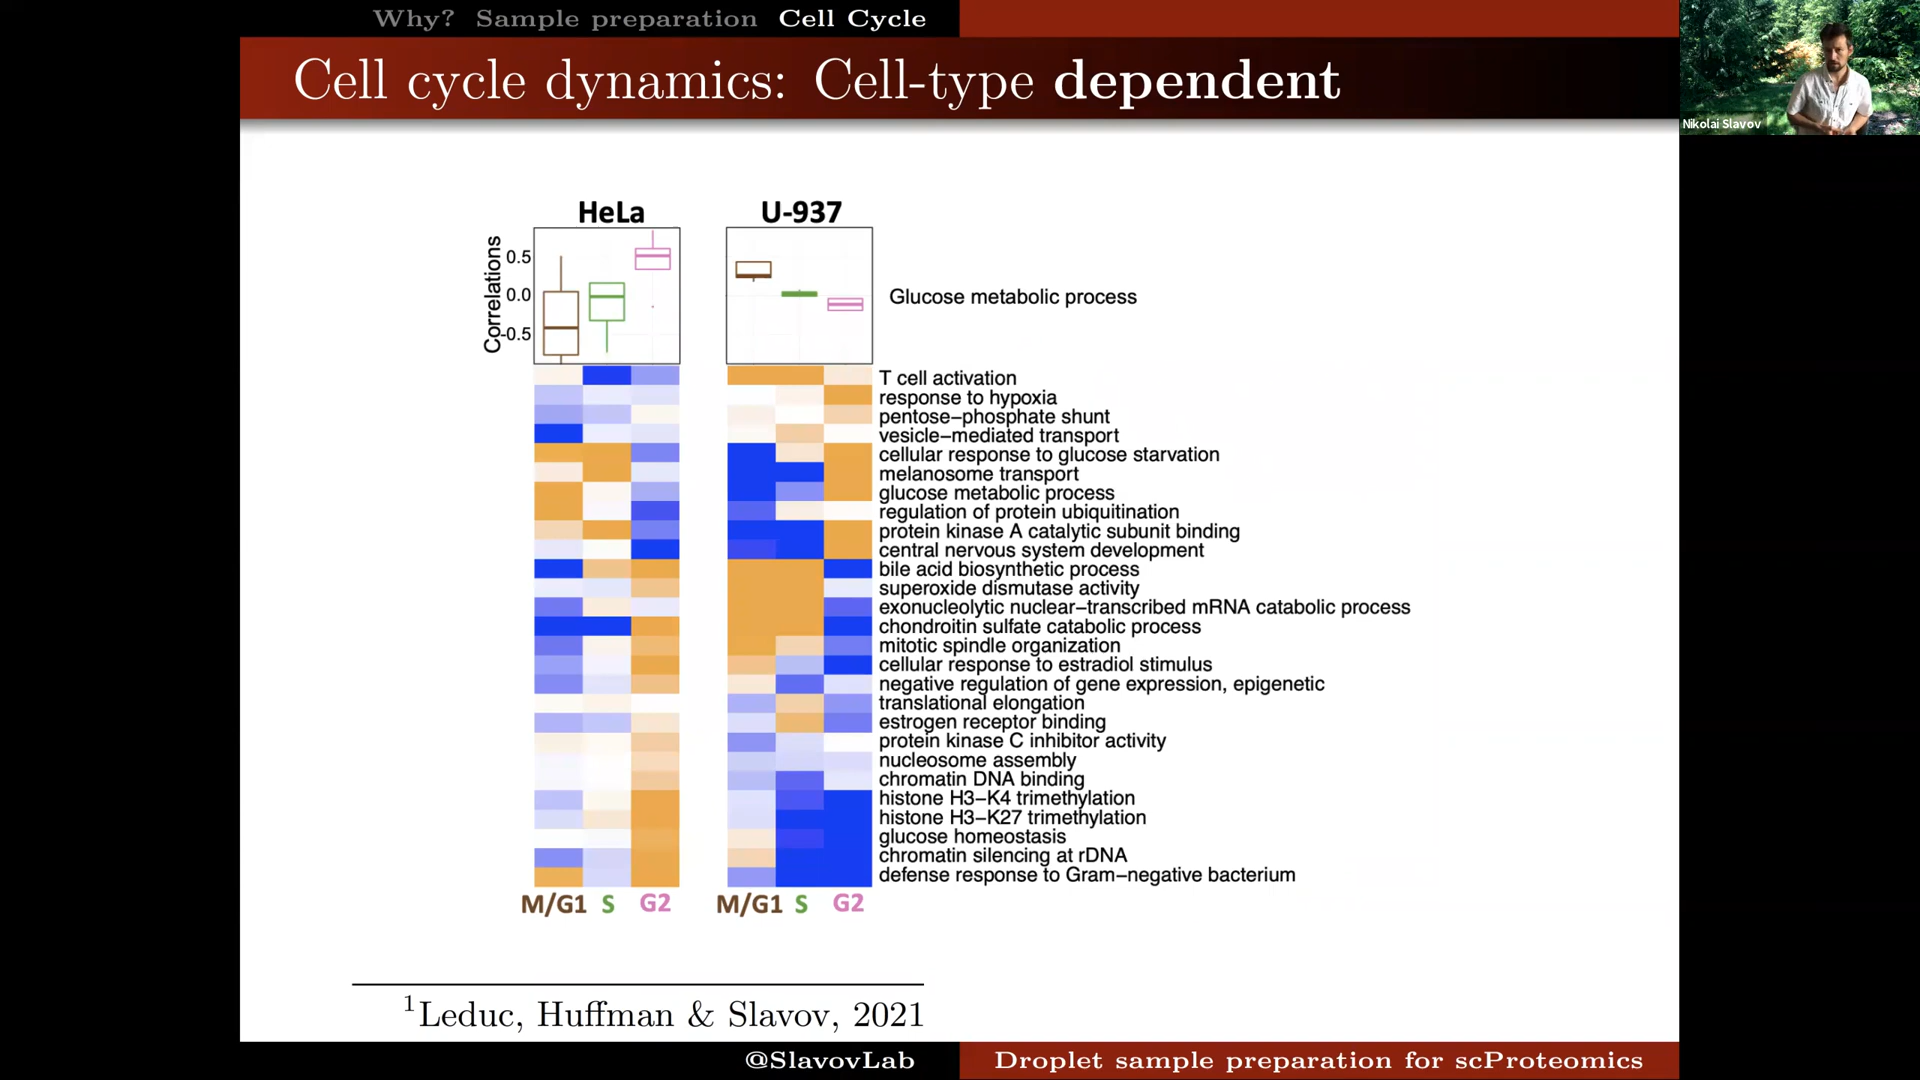 Why? Sample preparation Cell Cycle
Cell cycle dynamics: Cell-type dependent
Nikolai Slavov
HeLa
U-937
Correlations
0.5
0.0
-0.5
Glucose metabolic process
T cell activation
response to hypoxia
pentose−phosphate shunt
vesicle−mediated transport
cellular response to glucose starvation
melanosome transport
glucose metabolic process
regulation of protein ubiquitination
protein kinase A catalytic subunit binding
central nervous system development
bile acid biosynthetic process
superoxide dismutase activity
exonucleolytic nuclear−transcribed mRNA catabolic process
chondroitin sulfate catabolic process
mitotic spindle organization
cellular response to estradiol stimulus
negative regulation of gene expression, epigenetic
translational elongation
estrogen receptor binding
protein kinase C inhibitor activity
nucleosome assembly
chromatin DNA binding
histone H3−K4 trimethylation
histone H3−K27 trimethylation
glucose homeostasis
chromatin silencing at rDNA
defense response to Gram−negative bacterium
M/G1 S G2
M/G1 S G2
1Leduc, Huffman & Slavov, 2021
@SlavovLab
Droplet sample preparation for scProteomics